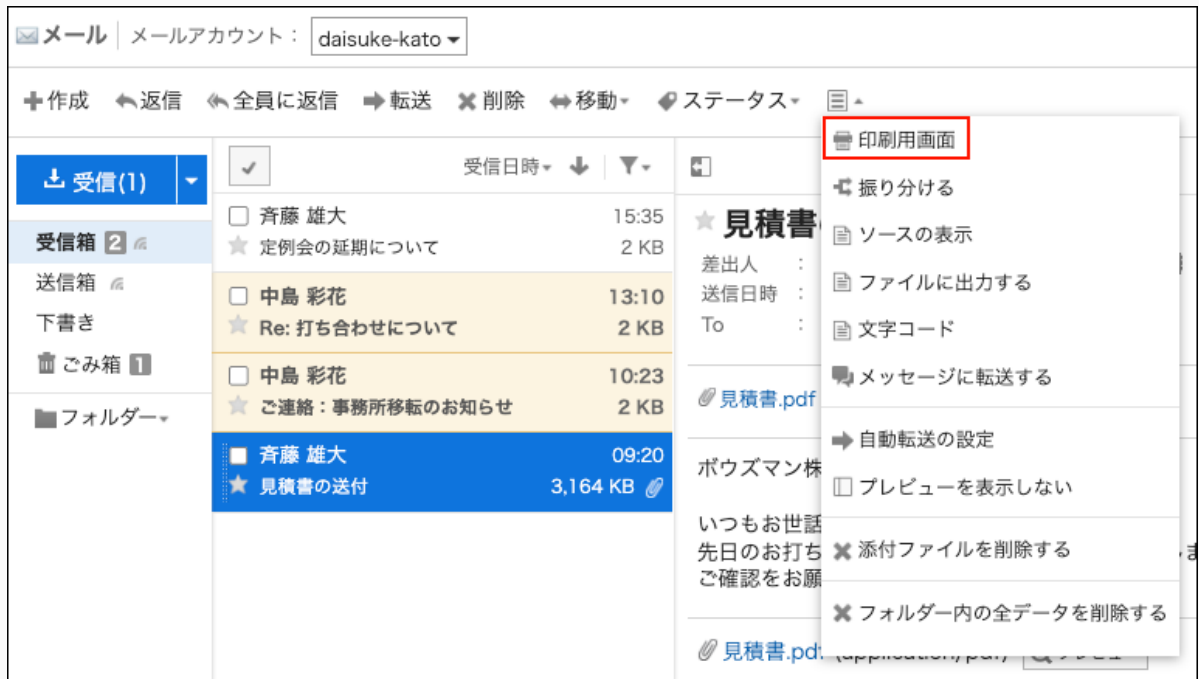 メール メールアカウント： daisuke-kato
作成 返信 全員に返信 転送 削除 移動 ステータス
受信(1)
受信箱 2
送信箱
下書き
ごみ箱 1
フォルダー
受信日時
斉藤 雄大 15:35
定例会の延期について 2 KB
中島 彩花 13:10
Re: 打ち合わせについて 2 KB
中島 彩花 10:23
ご連絡：事務所移転のお知らせ 2 KB
斉藤 雄大 09:20
見積書の送付 3,164 KB
見積書
差出人 ：
送信日時 ：
To ：
見積書.pdf
ボウズマン株
いつもお世話
先日のお打ち
ご確認をお願
見積書.pdf (application/pdf) プレビュー
印刷用画面
振り分ける
ソースの表示
ファイルに出力する
文字コード
メッセージに転送する
自動転送の設定
プレビューを表示しない
添付ファイルを削除する
フォルダー内の全データを削除する